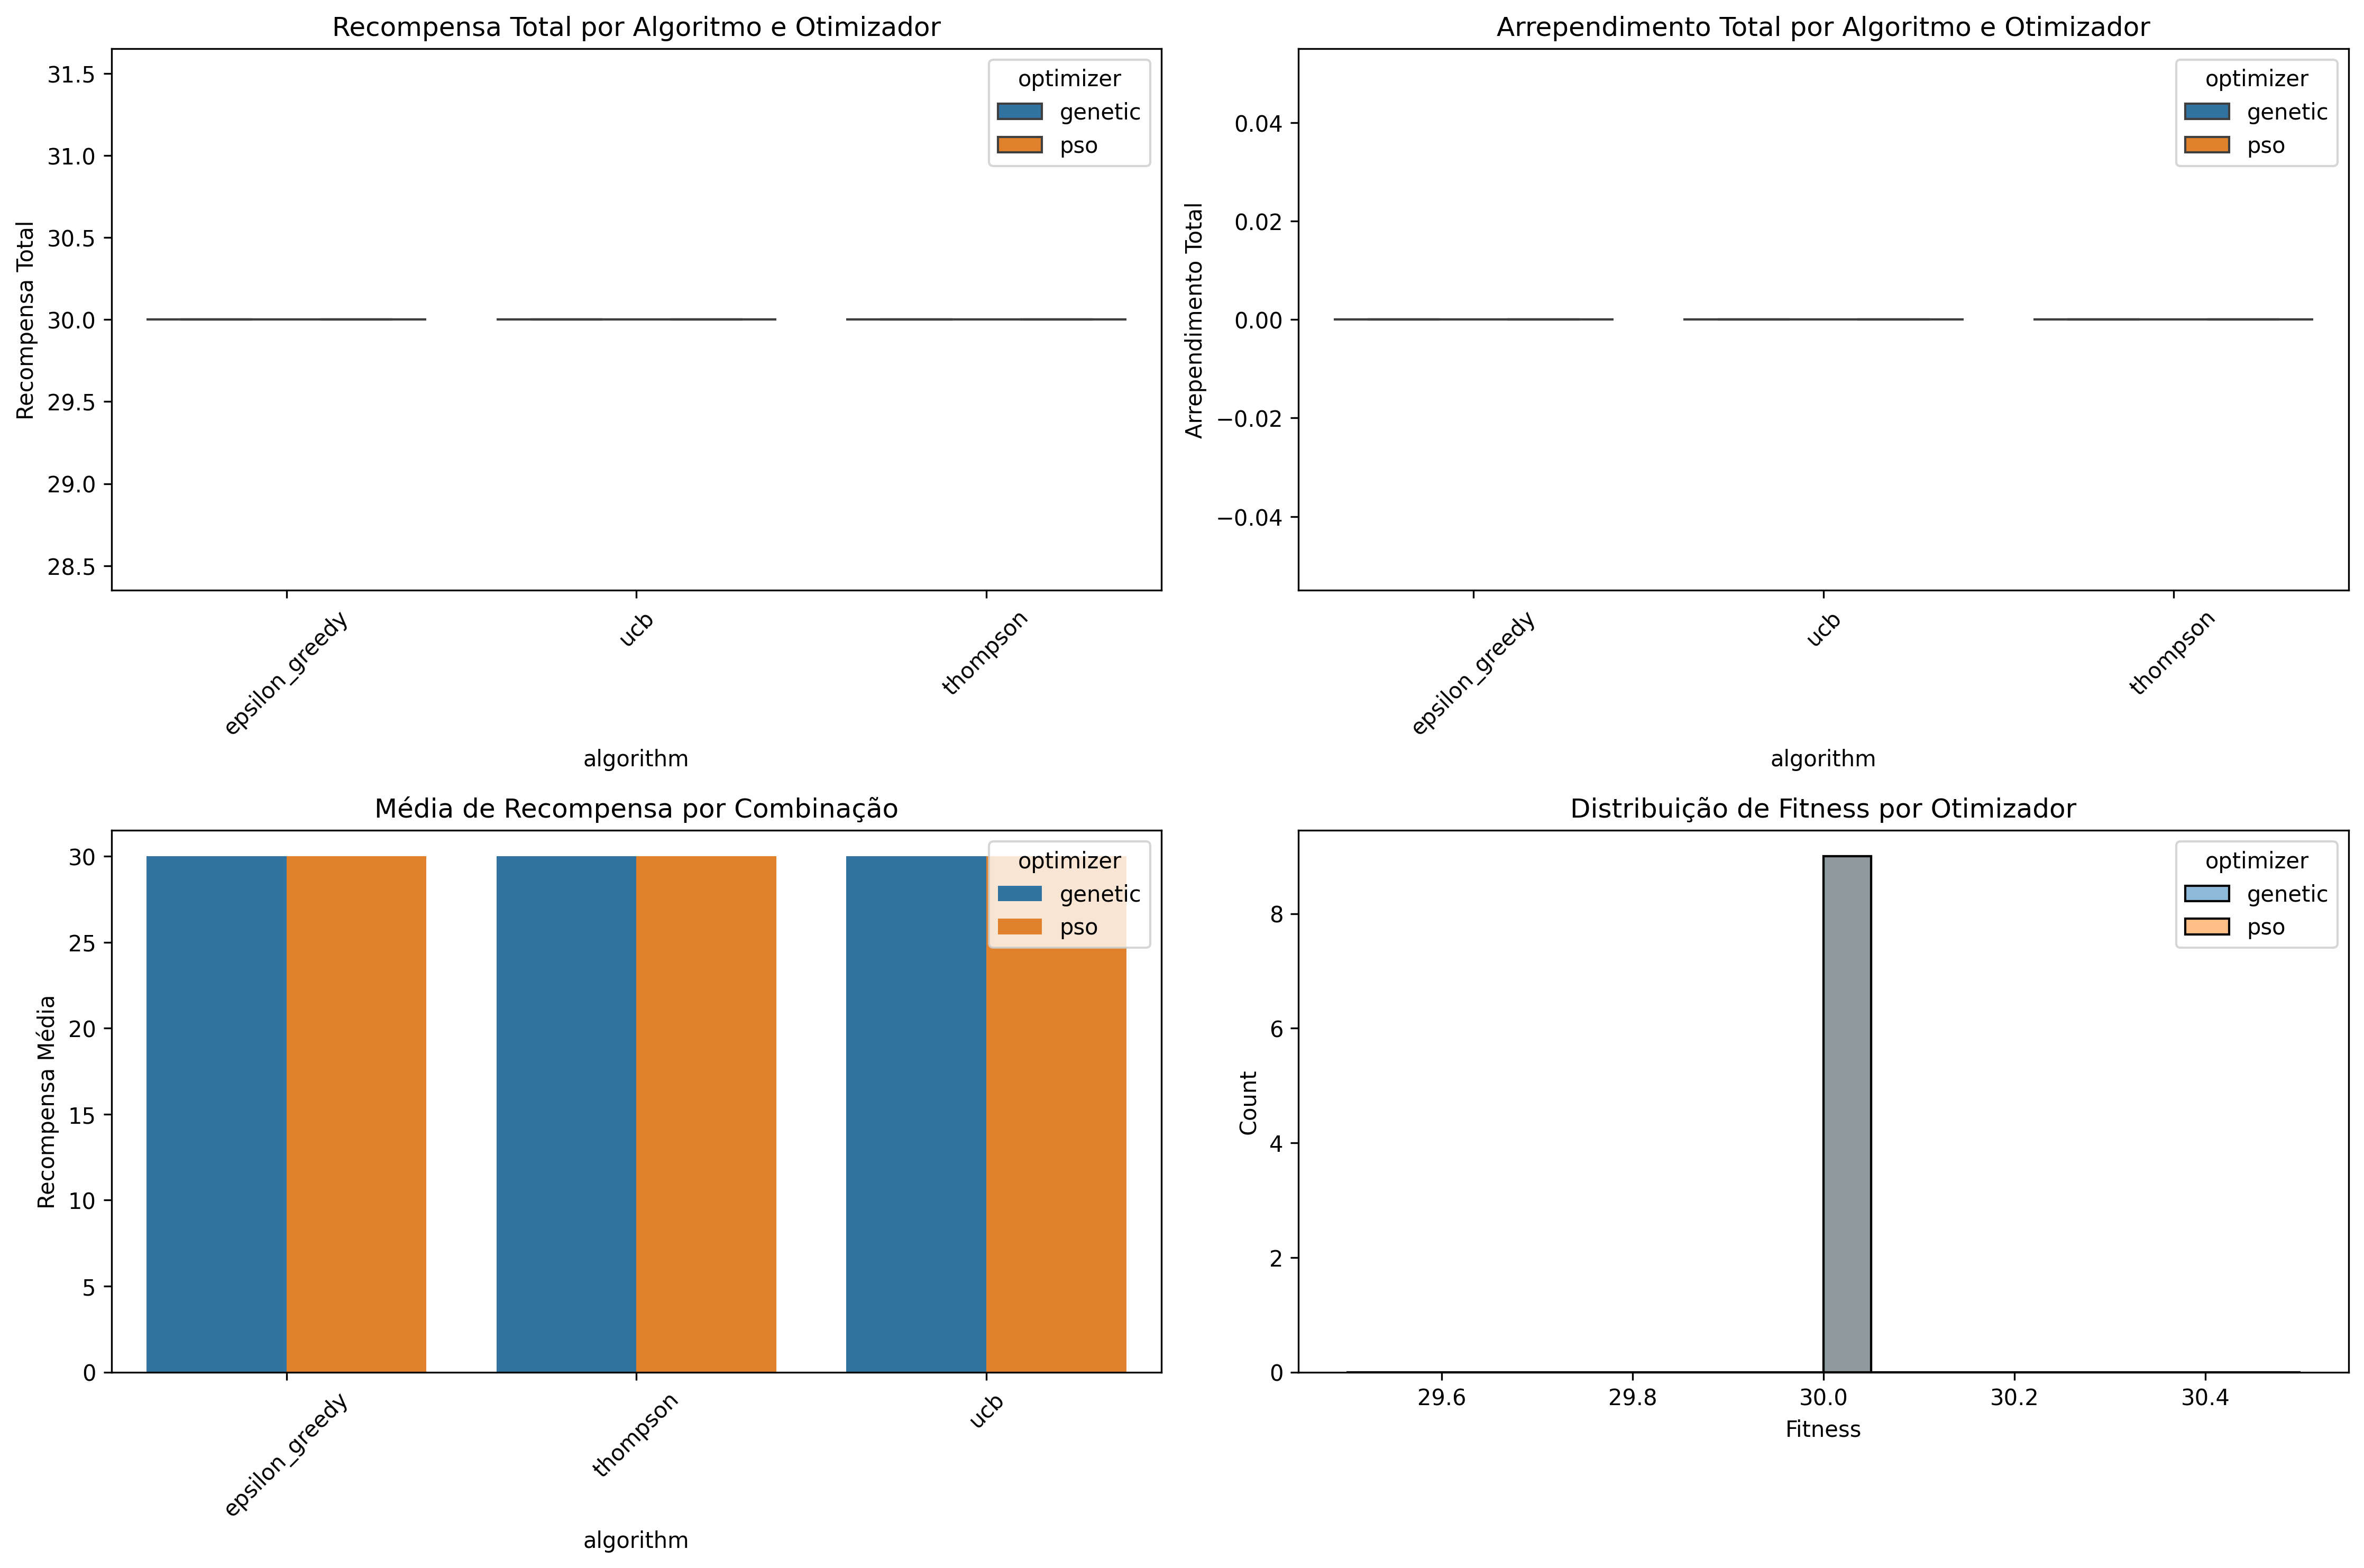 Recompensa Total por Algoritmo e Otimizador
31.5
31.0
30.5
30.0
29.5
29.0
28.5
Recompensa Total
optimizer
genetic
pso
epsilon_greedy
ucb
thompson
algorithm
Arrependimento Total por Algoritmo e Otimizador
0.04
0.02
0.00
−0.02
−0.04
Arrependimento Total
optimizer
genetic
pso
epsilon_greedy
ucb
thompson
algorithm
Média de Recompensa por Combinação
30
25
20
15
10
5
0
Recompensa Média
optimizer
genetic
pso
epsilon_greedy
thompson
ucb
algorithm
Distribuição de Fitness por Otimizador
8
6
4
2
0
Count
optimizer
genetic
pso
29.6
29.8
30.0
30.2
30.4
Fitness